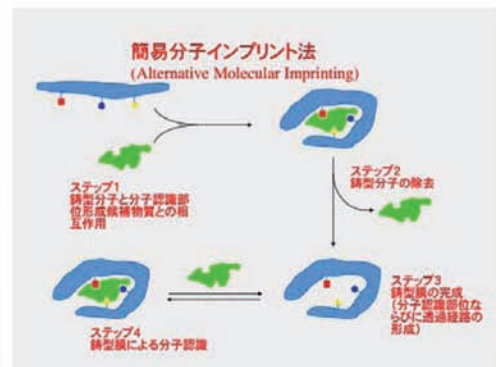 簡易分子インプリント法
(Alternative Molecular Imprinting)
ステップ1
鋳型分子と分子認識部
位形成候補物質との相
互作用
ステップ2
鋳型分子の除去
ステップ3
鋳型膜の完成
(分子認識部位な
らびに透過経路の
形成)
ステップ4
鋳型膜による分子認識